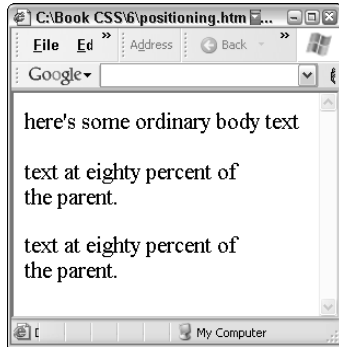 C:\Book CSS\6\positioning.htm
File Ed » Address Back »
Google
here's some ordinary body text
text at eighty percent of
the parent.
text at eighty percent of
the parent.
My Computer